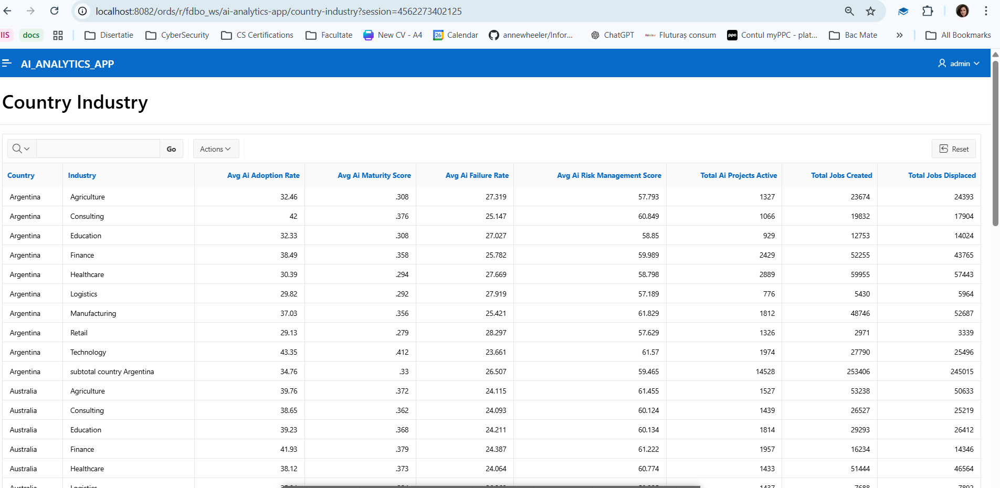 localhost:8082/ords/r/fdbo_ws/ai-analytics-app/country-industry?session=4562273402125
IIS docs Disertatie CyberSecurity CS Certifications Facultate New CV - A4 26 Calendar annewheeler/Infor... ChatGPT Fluturaș consum ppc Contul myPPC - plat... Bac Mate » All Bookmarks
AI_ANALYTICS_APP admin
Country Industry
Go Actions Reset
Country Industry Avg Ai Adoption Rate Avg Ai Maturity Score Avg Ai Failure Rate Avg Ai Risk Management Score Total Ai Projects Active Total Jobs Created Total Jobs Displaced
Argentina Agriculture 32.46 .308 27.319 57.793 1327 23674 24393
Argentina Consulting 42 .376 25.147 60.849 1066 19832 17904
Argentina Education 32.33 .308 27.027 58.85 929 12753 14024
Argentina Finance 38.49 .358 25.782 59.989 2429 52255 43765
Argentina Healthcare 30.39 .294 27.669 58.798 2889 59955 57443
Argentina Logistics 29.82 .292 27.919 57.189 776 5430 5964
Argentina Manufacturing 37.03 .356 25.421 61.829 1812 48746 52687
Argentina Retail 29.13 .279 28.297 57.629 1326 2971 3339
Argentina Technology 43.35 .412 23.661 61.57 1974 27790 25496
Argentina subtotal country Argentina 34.76 .33 26.507 59.465 14528 253406 245015
Australia Agriculture 39.76 .372 24.115 61.455 1527 53238 50633
Australia Consulting 38.65 .362 24.093 60.124 1439 26527 25219
Australia Education 39.23 .368 24.211 60.134 1814 29293 26412
Australia Finance 41.93 .379 24.387 61.222 1957 16234 14346
Australia Healthcare 38.12 .373 24.064 60.774 1433 51444 46564
Australia Logistics 1437 7688 7892